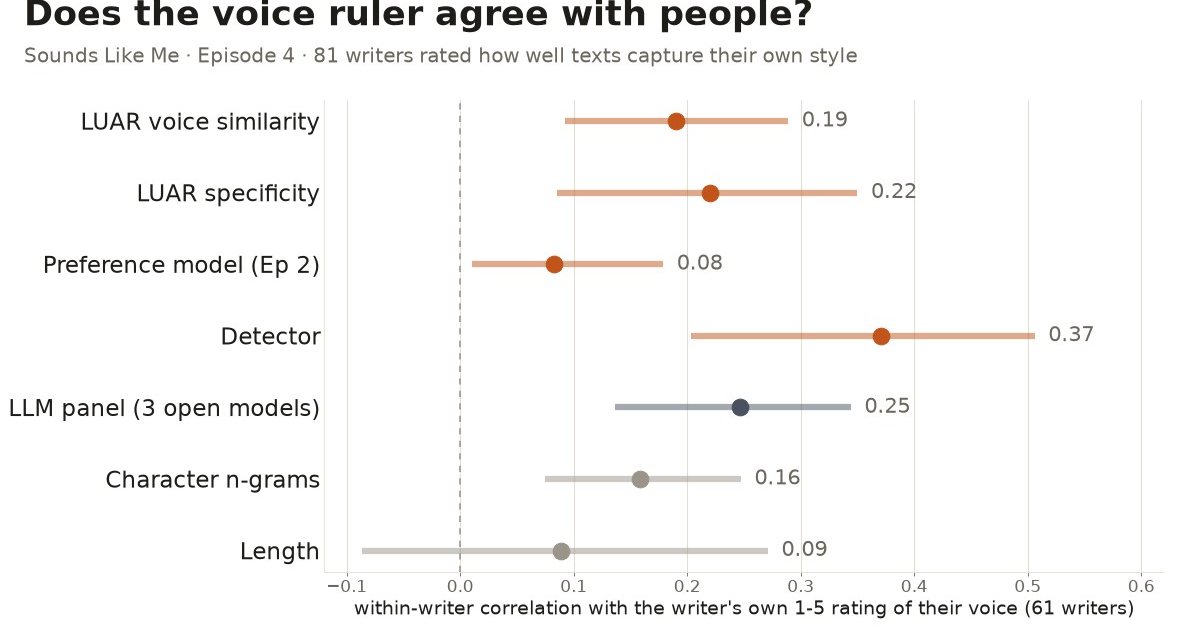 Does the voice ruler agree with people?
Sounds Like Me · Episode 4 · 81 writers rated how well texts capture their own style
LUAR voice similarity
0.19
LUAR specificity
0.22
Preference model (Ep 2)
0.08
Detector
0.37
LLM panel (3 open models)
0.25
Character n-grams
0.16
Length
0.09
−0.1 0.0 0.1 0.2 0.3 0.4 0.5 0.6
within-writer correlation with the writer's own 1-5 rating of their voice (61 writers)